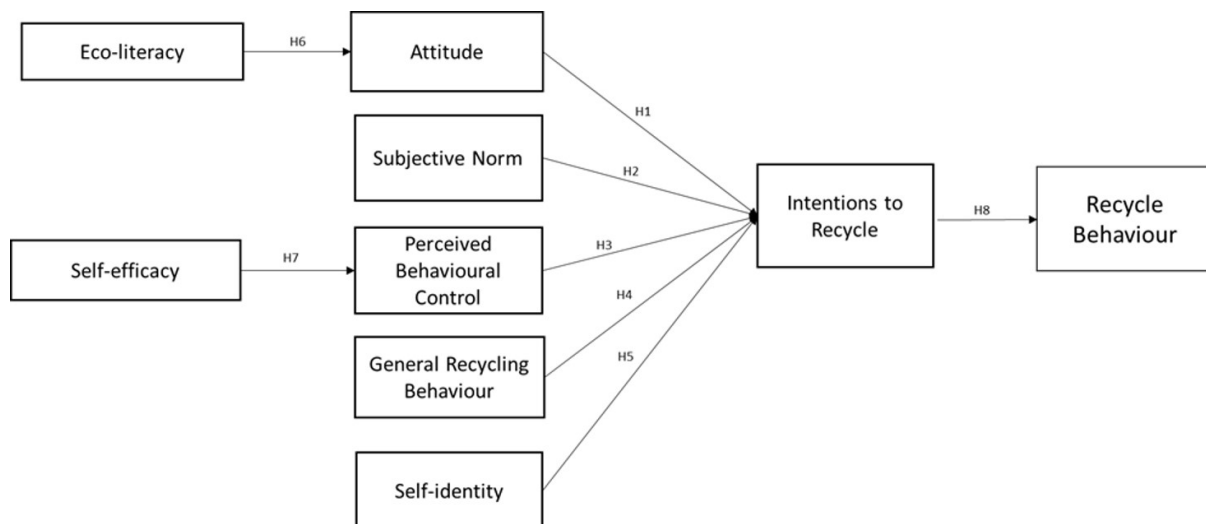 Eco-literacy
H6
Attitude
H1
Subjective Norm
H2
Intentions to
Recycle
H8
Recycle
Behaviour
Self-efficacy
H7
Perceived
Behavioural
Control
H3
H4
General Recycling
Behaviour
H5
Self-identity